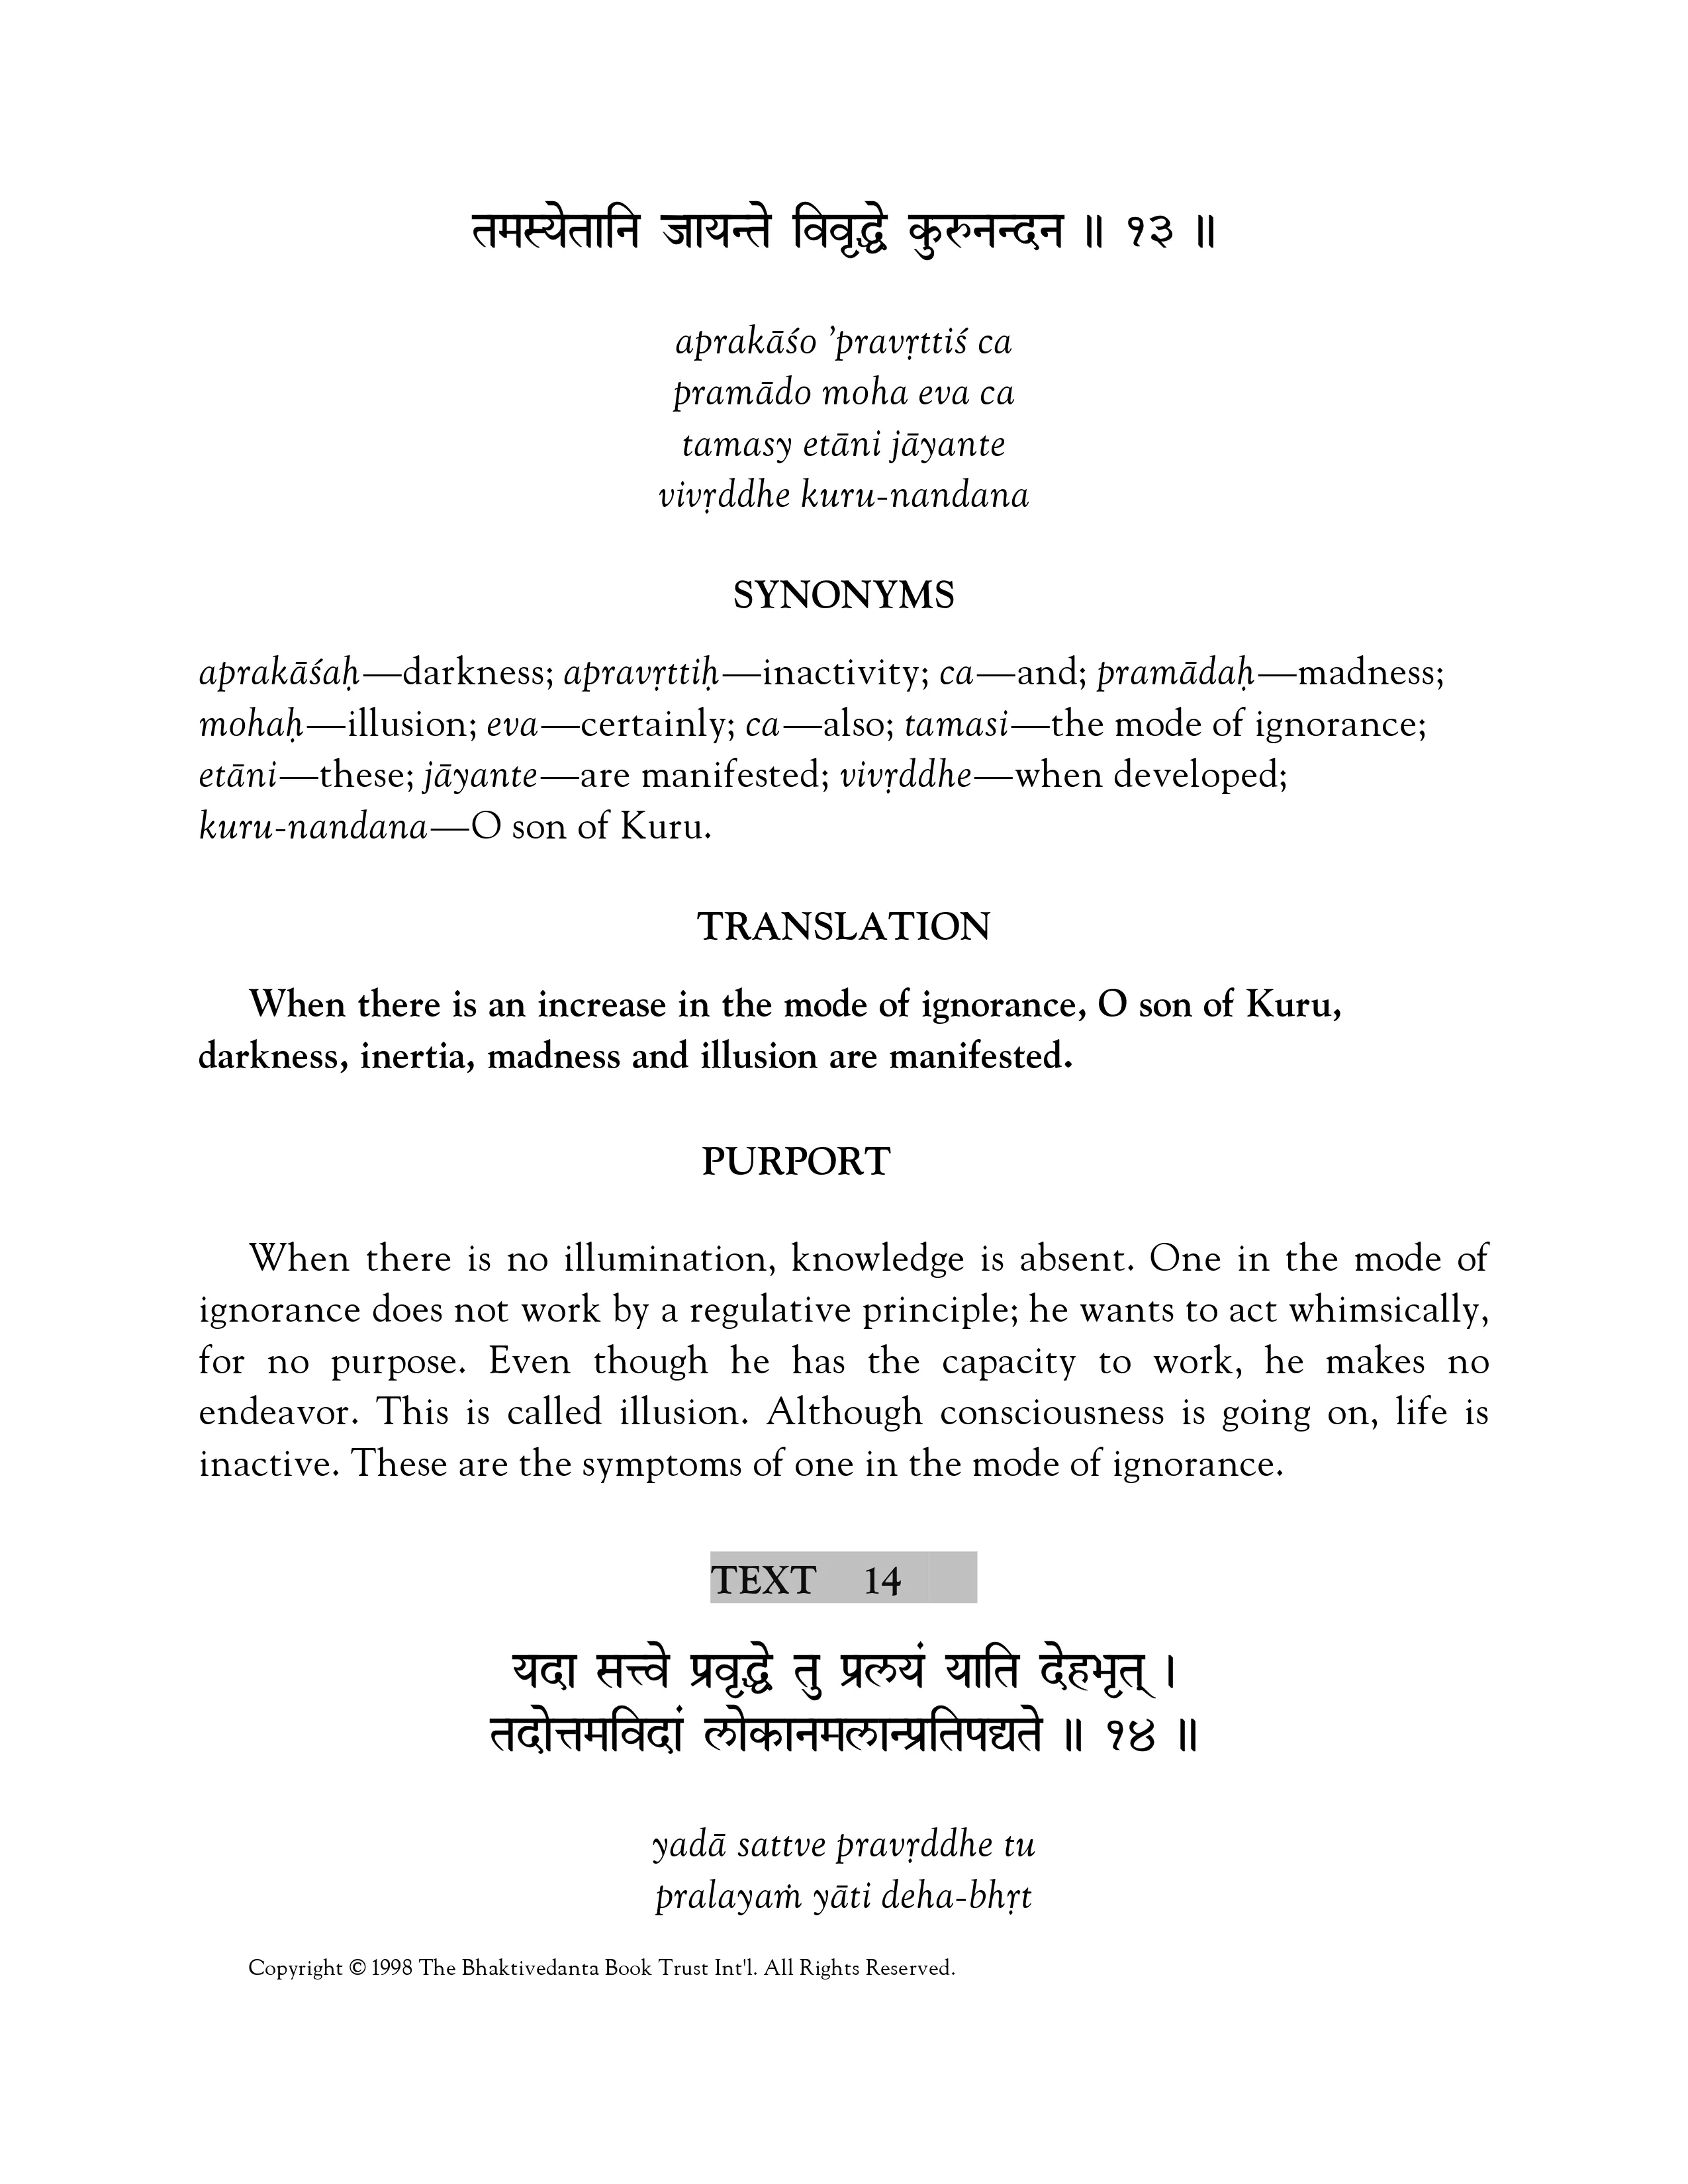 तमस्येतानि जायन्ते विवृद्धे कुरुनन्दन ॥ १३ ॥
aprakāśo ’pravṛttiś ca
pramādo moha eva ca
tamasy etāni jāyante
vivṛddhe kuru-nandana
SYNONYMS
aprakāśaḥ—darkness; apravṛttiḥ—inactivity; ca—and; pramādaḥ—madness;
mohaḥ—illusion; eva—certainly; ca—also; tamasi—the mode of ignorance;
etāni—these; jāyante—are manifested; vivṛddhe—when developed;
kuru-nandana—O son of Kuru.
TRANSLATION
When there is an increase in the mode of ignorance, O son of Kuru,
darkness, inertia, madness and illusion are manifested.
PURPORT
When there is no illumination, knowledge is absent. One in the mode of
ignorance does not work by a regulative principle; he wants to act whimsically,
for no purpose. Even though he has the capacity to work, he makes no
endeavor. This is called illusion. Although consciousness is going on, life is
inactive. These are the symptoms of one in the mode of ignorance.
TEXT 14
यदा सत्त्वे प्रवृद्धे तु प्रलयं याति देहभृत् ।
तदोत्तमविदां लोकानमलान्प्रतिपद्यते ॥ १४ ॥
yadā sattve pravṛddhe tu
pralayaṁ yāti deha-bhṛt
Copyright © 1998 The Bhaktivedanta Book Trust Int'l. All Rights Reserved.